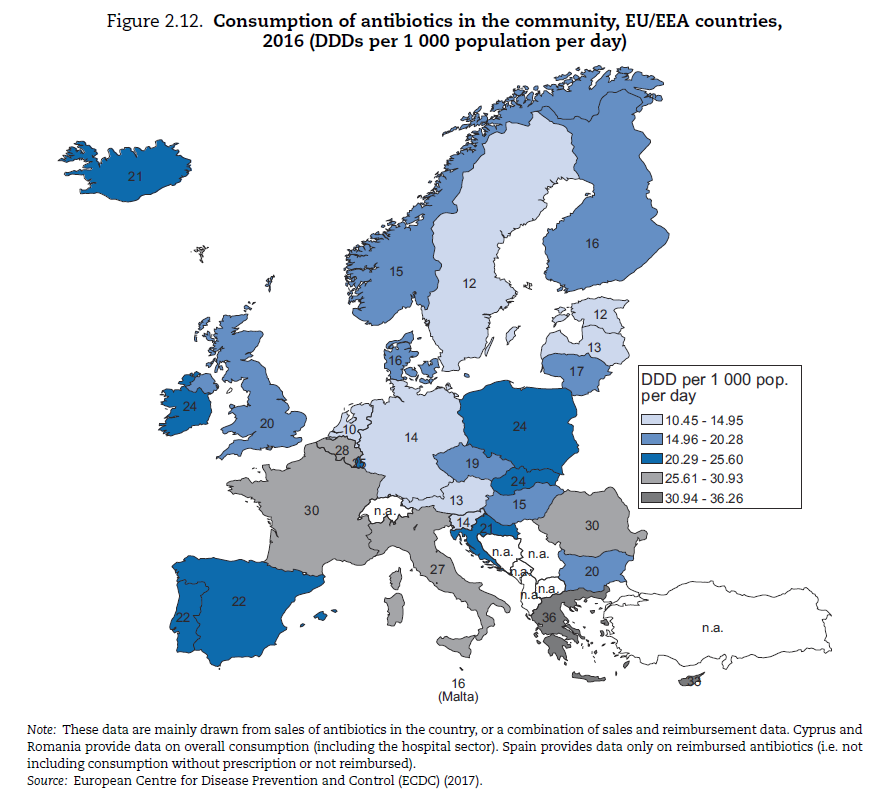 Figure 2.12. Consumption of antibiotics in the community, EU/EEA countries,
2016 (DDDs per 1 000 population per day)
21
16
15
12
12
13
16
17
24
20
10
14
24
28
19
24
13
15
30
n.a.
14
21
30
n.a.
n.a.
27
n.a.
20
n.a.
n.a.
22
22
36
n.a.
33
16
(Malta)
DDD per 1 000 pop.
per day
10.45 - 14.95
14.96 - 20.28
20.29 - 25.60
25.61 - 30.93
30.94 - 36.26
Note: These data are mainly drawn from sales of antibiotics in the country, or a combination of sales and reimbursement data. Cyprus and
Romania provide data on overall consumption (including the hospital sector). Spain provides data only on reimbursed antibiotics (i.e. not
including consumption without prescription or not reimbursed).
Source: European Centre for Disease Prevention and Control (ECDC) (2017).